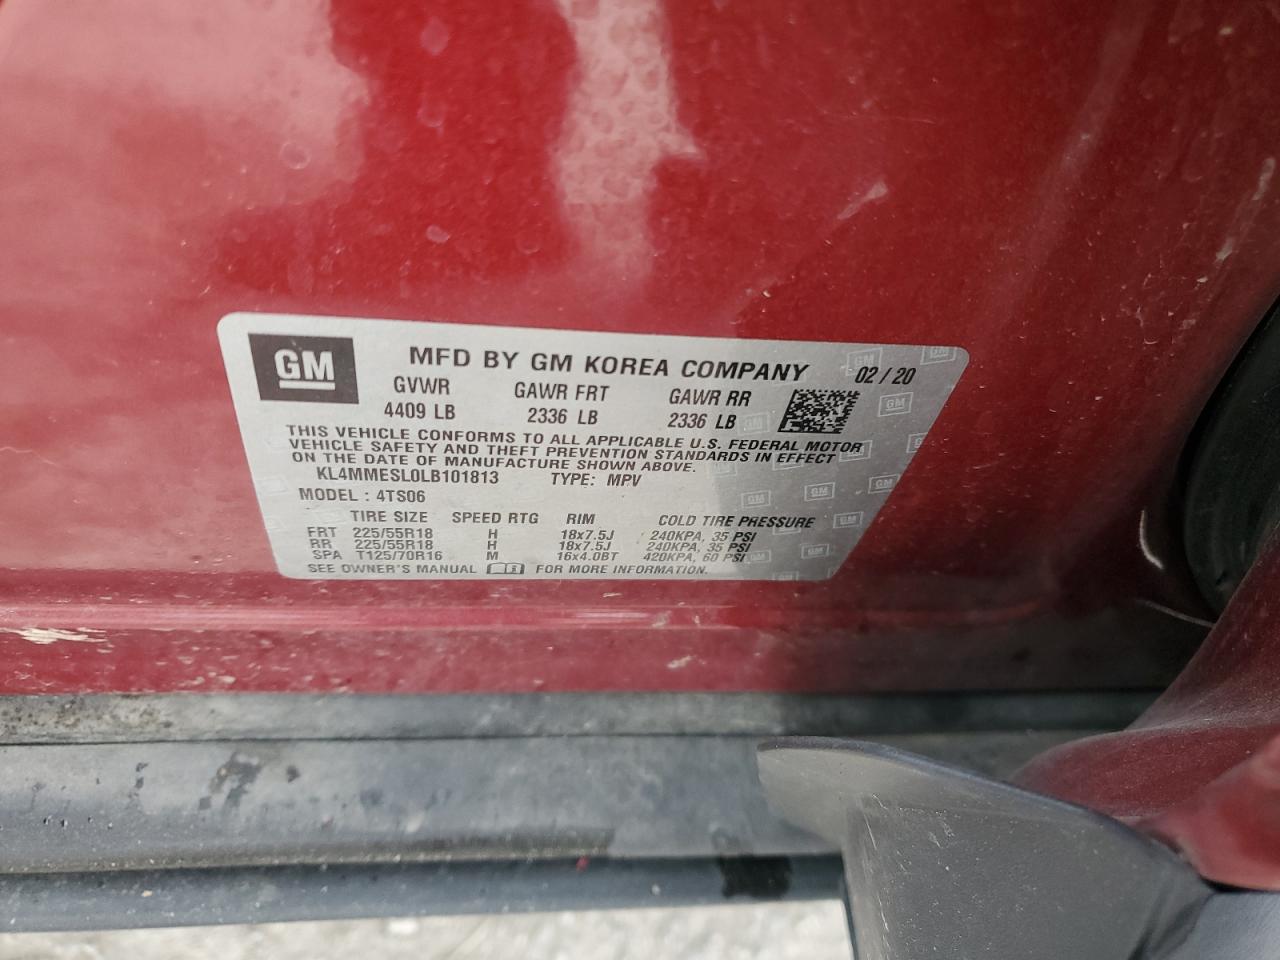 GM
MFD BY GM KOREA COMPANY 02 / 20
GVWR GAWR FRT GAWR RR
4409 LB 2336 LB 2336 LB
THIS VEHICLE CONFORMS TO ALL APPLICABLE U.S. FEDERAL MOTOR
VEHICLE SAFETY AND THEFT PREVENTION STANDARDS IN EFFECT
ON THE DATE OF MANUFACTURE SHOWN ABOVE.
KL4MMESL0LB101813 TYPE: MPV
MODEL : 4TS06
TIRE SIZE SPEED RTG RIM COLD TIRE PRESSURE
FRT 225/55R18 H 18x7.5J 240KPA, 35 PSI
RR 225/55R18 H 18x7.5J 240KPA, 35 PSI
SPA T125/70R16 M 16x4.0BT 420KPA, 60 PSI
SEE OWNER'S MANUAL FOR MORE INFORMATION.